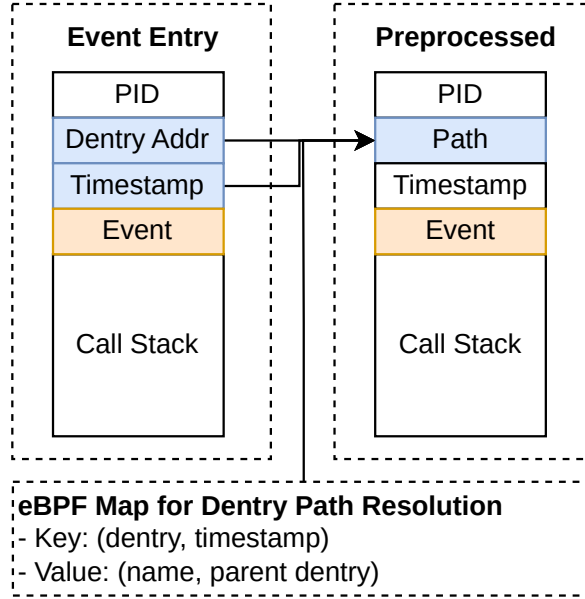 Event Entry
PID
Dentry Addr
Timestamp
Event
Call Stack
Preprocessed
PID
Path
Timestamp
Event
Call Stack
eBPF Map for Dentry Path Resolution
- Key: (dentry, timestamp)
- Value: (name, parent dentry)